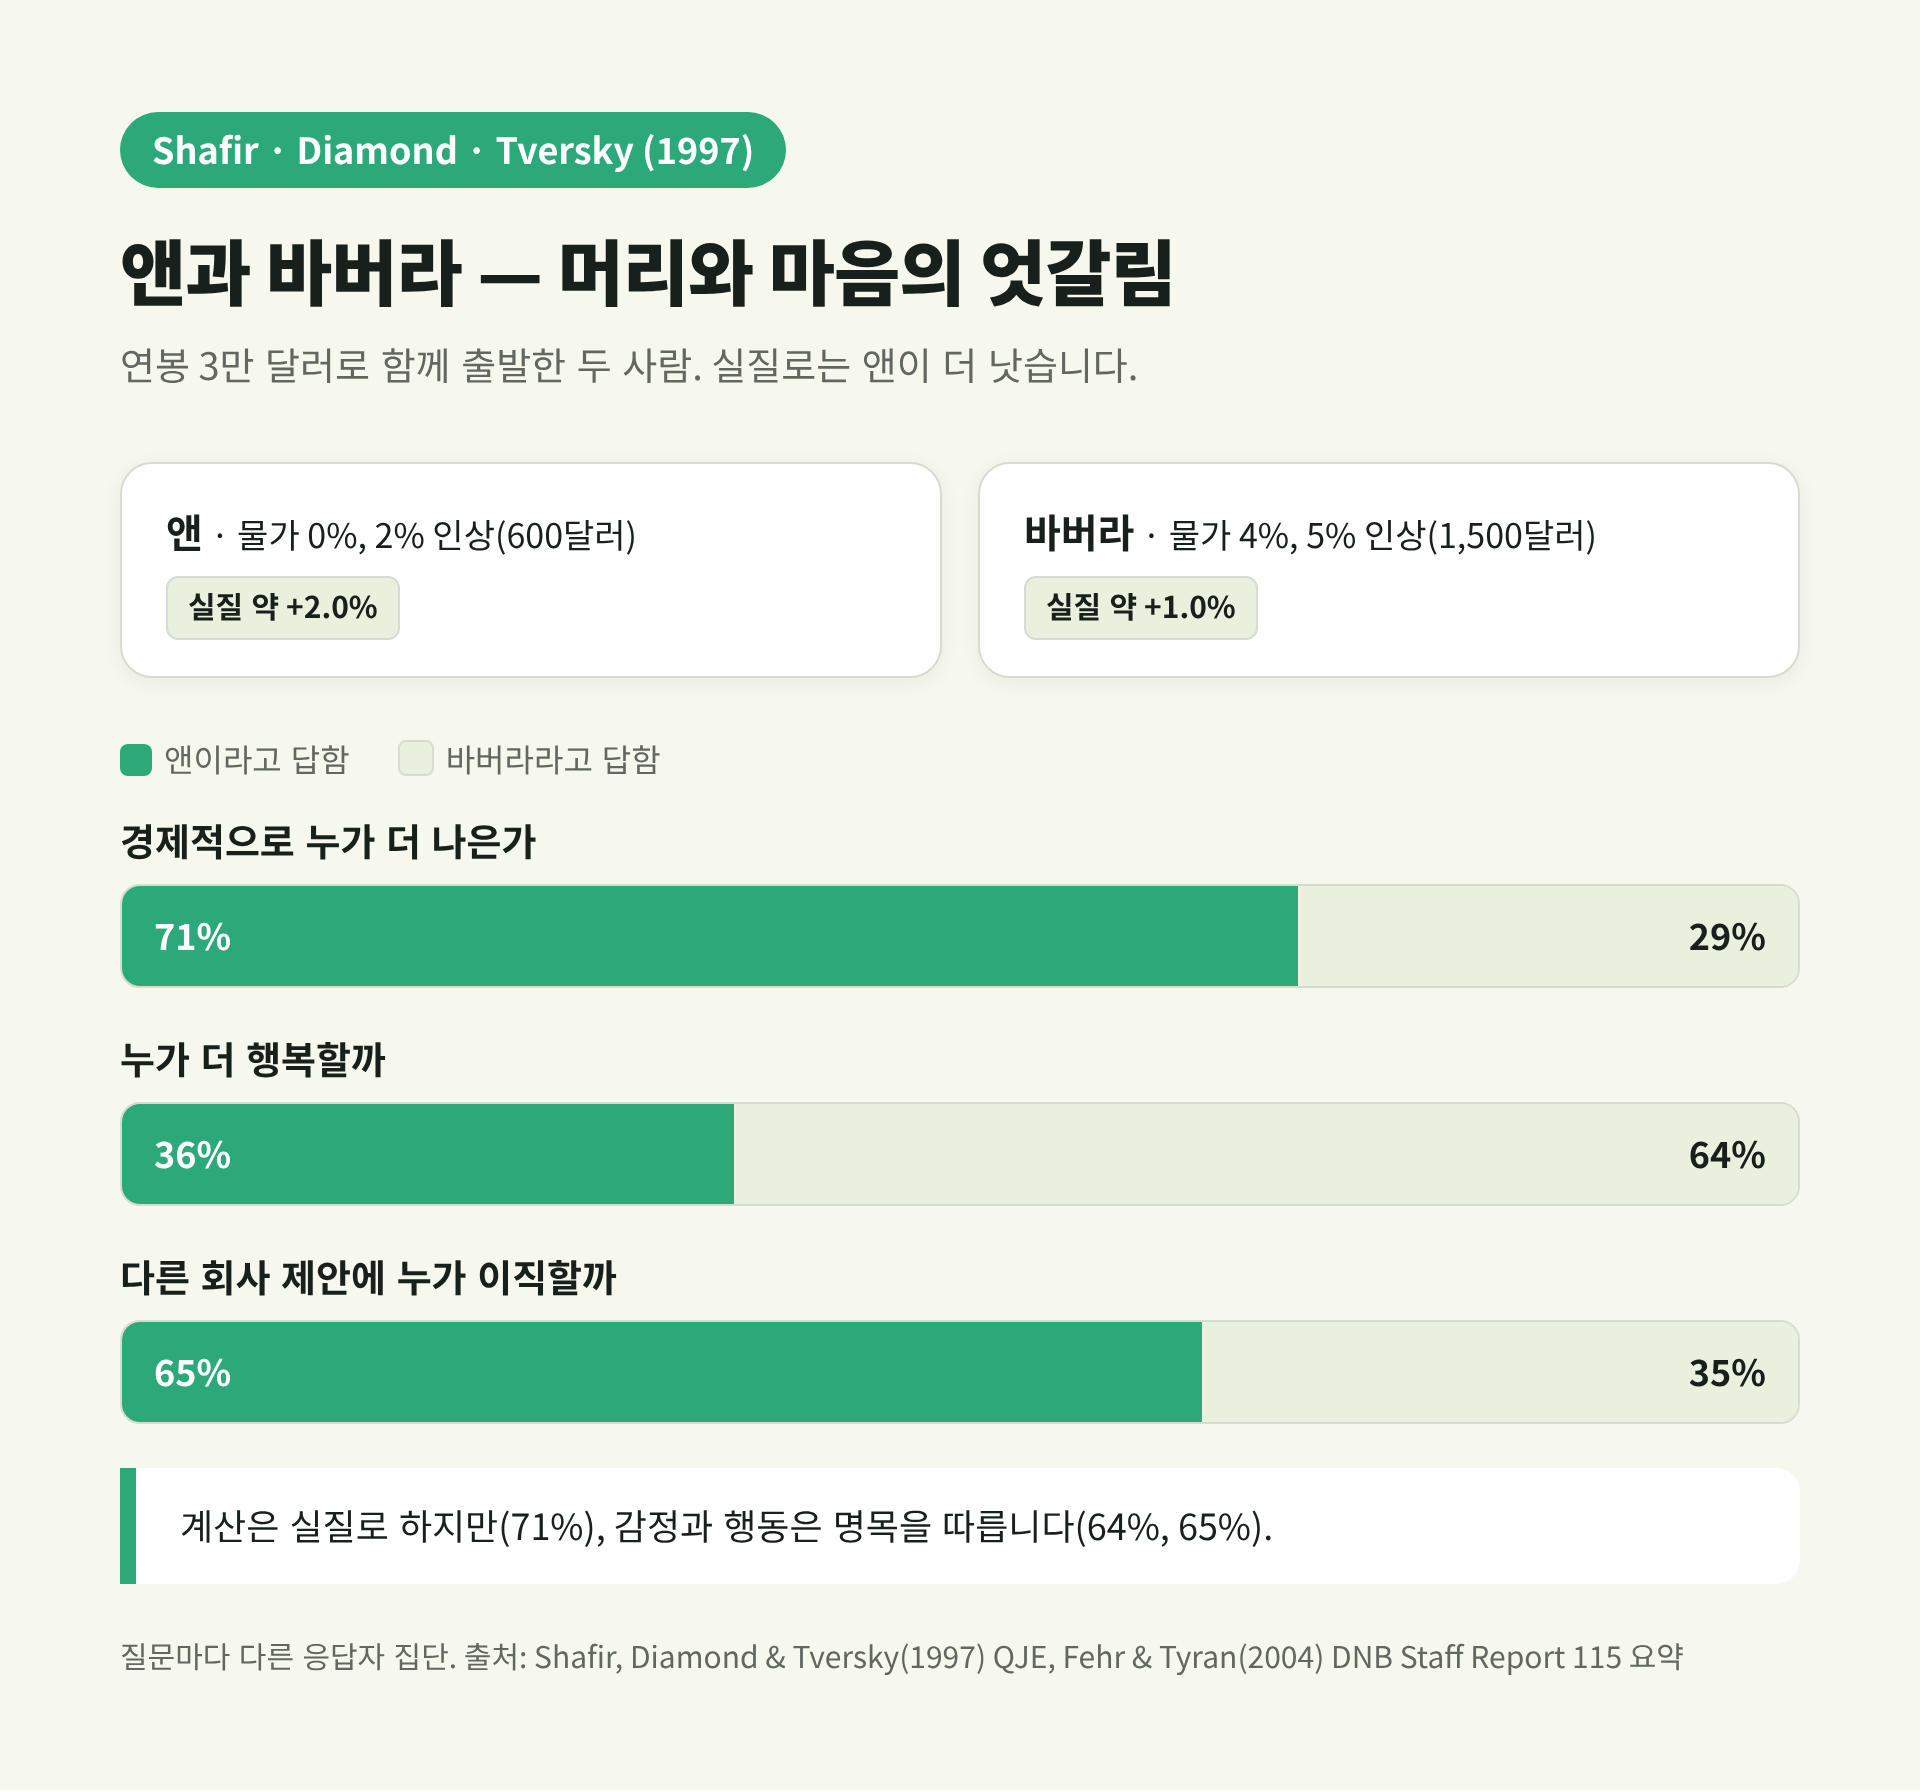 Shafir · Diamond · Tversky (1997)
앤과 바버라 — 머리와 마음의 엇갈림
연봉 3만 달러로 함께 출발한 두 사람. 실질로는 앤이 더 낫습니다.
앤 · 물가 0%, 2% 인상(600달러)
실질 약 +2.0%
바버라 · 물가 4%, 5% 인상(1,500달러)
실질 약 +1.0%
앤이라고 답함
바버라라고 답함
경제적으로 누가 더 나은가
71%
29%
누가 더 행복할까
36%
64%
다른 회사 제안에 누가 이직할까
65%
35%
계산은 실질로 하지만(71%), 감정과 행동은 명목을 따릅니다(64%, 65%).
질문마다 다른 응답자 집단. 출처: Shafir, Diamond & Tversky(1997) QJE, Fehr & Tyran(2004) DNB Staff Report 115 요약